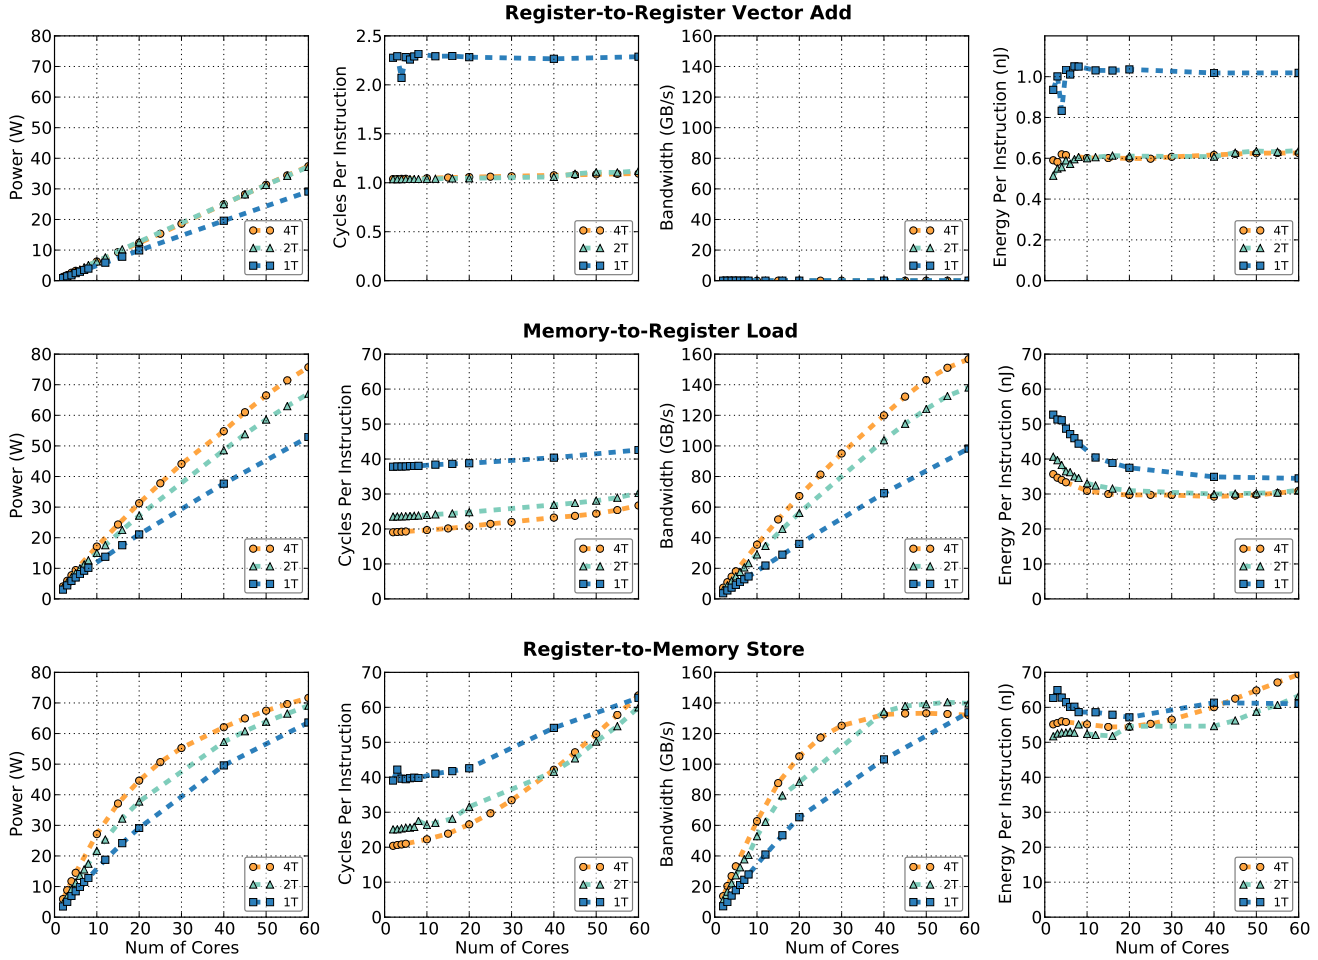 Register-to-Register Vector Add
Power (W)
80
70
60
50
40
30
20
10
0
4T
2T
1T
Cycles Per Instruction
2.5
2.0
1.5
1.0
0.5
0.0
4T
2T
1T
Bandwidth (GB/s)
160
140
120
100
80
60
40
20
0
4T
2T
1T
Energy Per Instruction (nJ)
1.0
0.8
0.6
0.4
0.2
0.0
4T
2T
1T
Memory-to-Register Load
Power (W)
80
70
60
50
40
30
20
10
0
4T
2T
1T
Cycles Per Instruction
70
60
50
40
30
20
10
0
4T
2T
1T
Bandwidth (GB/s)
160
140
120
100
80
60
40
20
0
4T
2T
1T
Energy Per Instruction (nJ)
70
60
50
40
30
20
10
0
4T
2T
1T
Register-to-Memory Store
Power (W)
80
70
60
50
40
30
20
10
0
4T
2T
1T
0 10 20 30 40 50 60
Num of Cores
Cycles Per Instruction
70
60
50
40
30
20
10
0
4T
2T
1T
0 10 20 30 40 50 60
Num of Cores
Bandwidth (GB/s)
160
140
120
100
80
60
40
20
0
4T
2T
1T
0 10 20 30 40 50 60
Num of Cores
Energy Per Instruction (nJ)
70
60
50
40
30
20
10
0
4T
2T
1T
0 10 20 30 40 50 60
Num of Cores